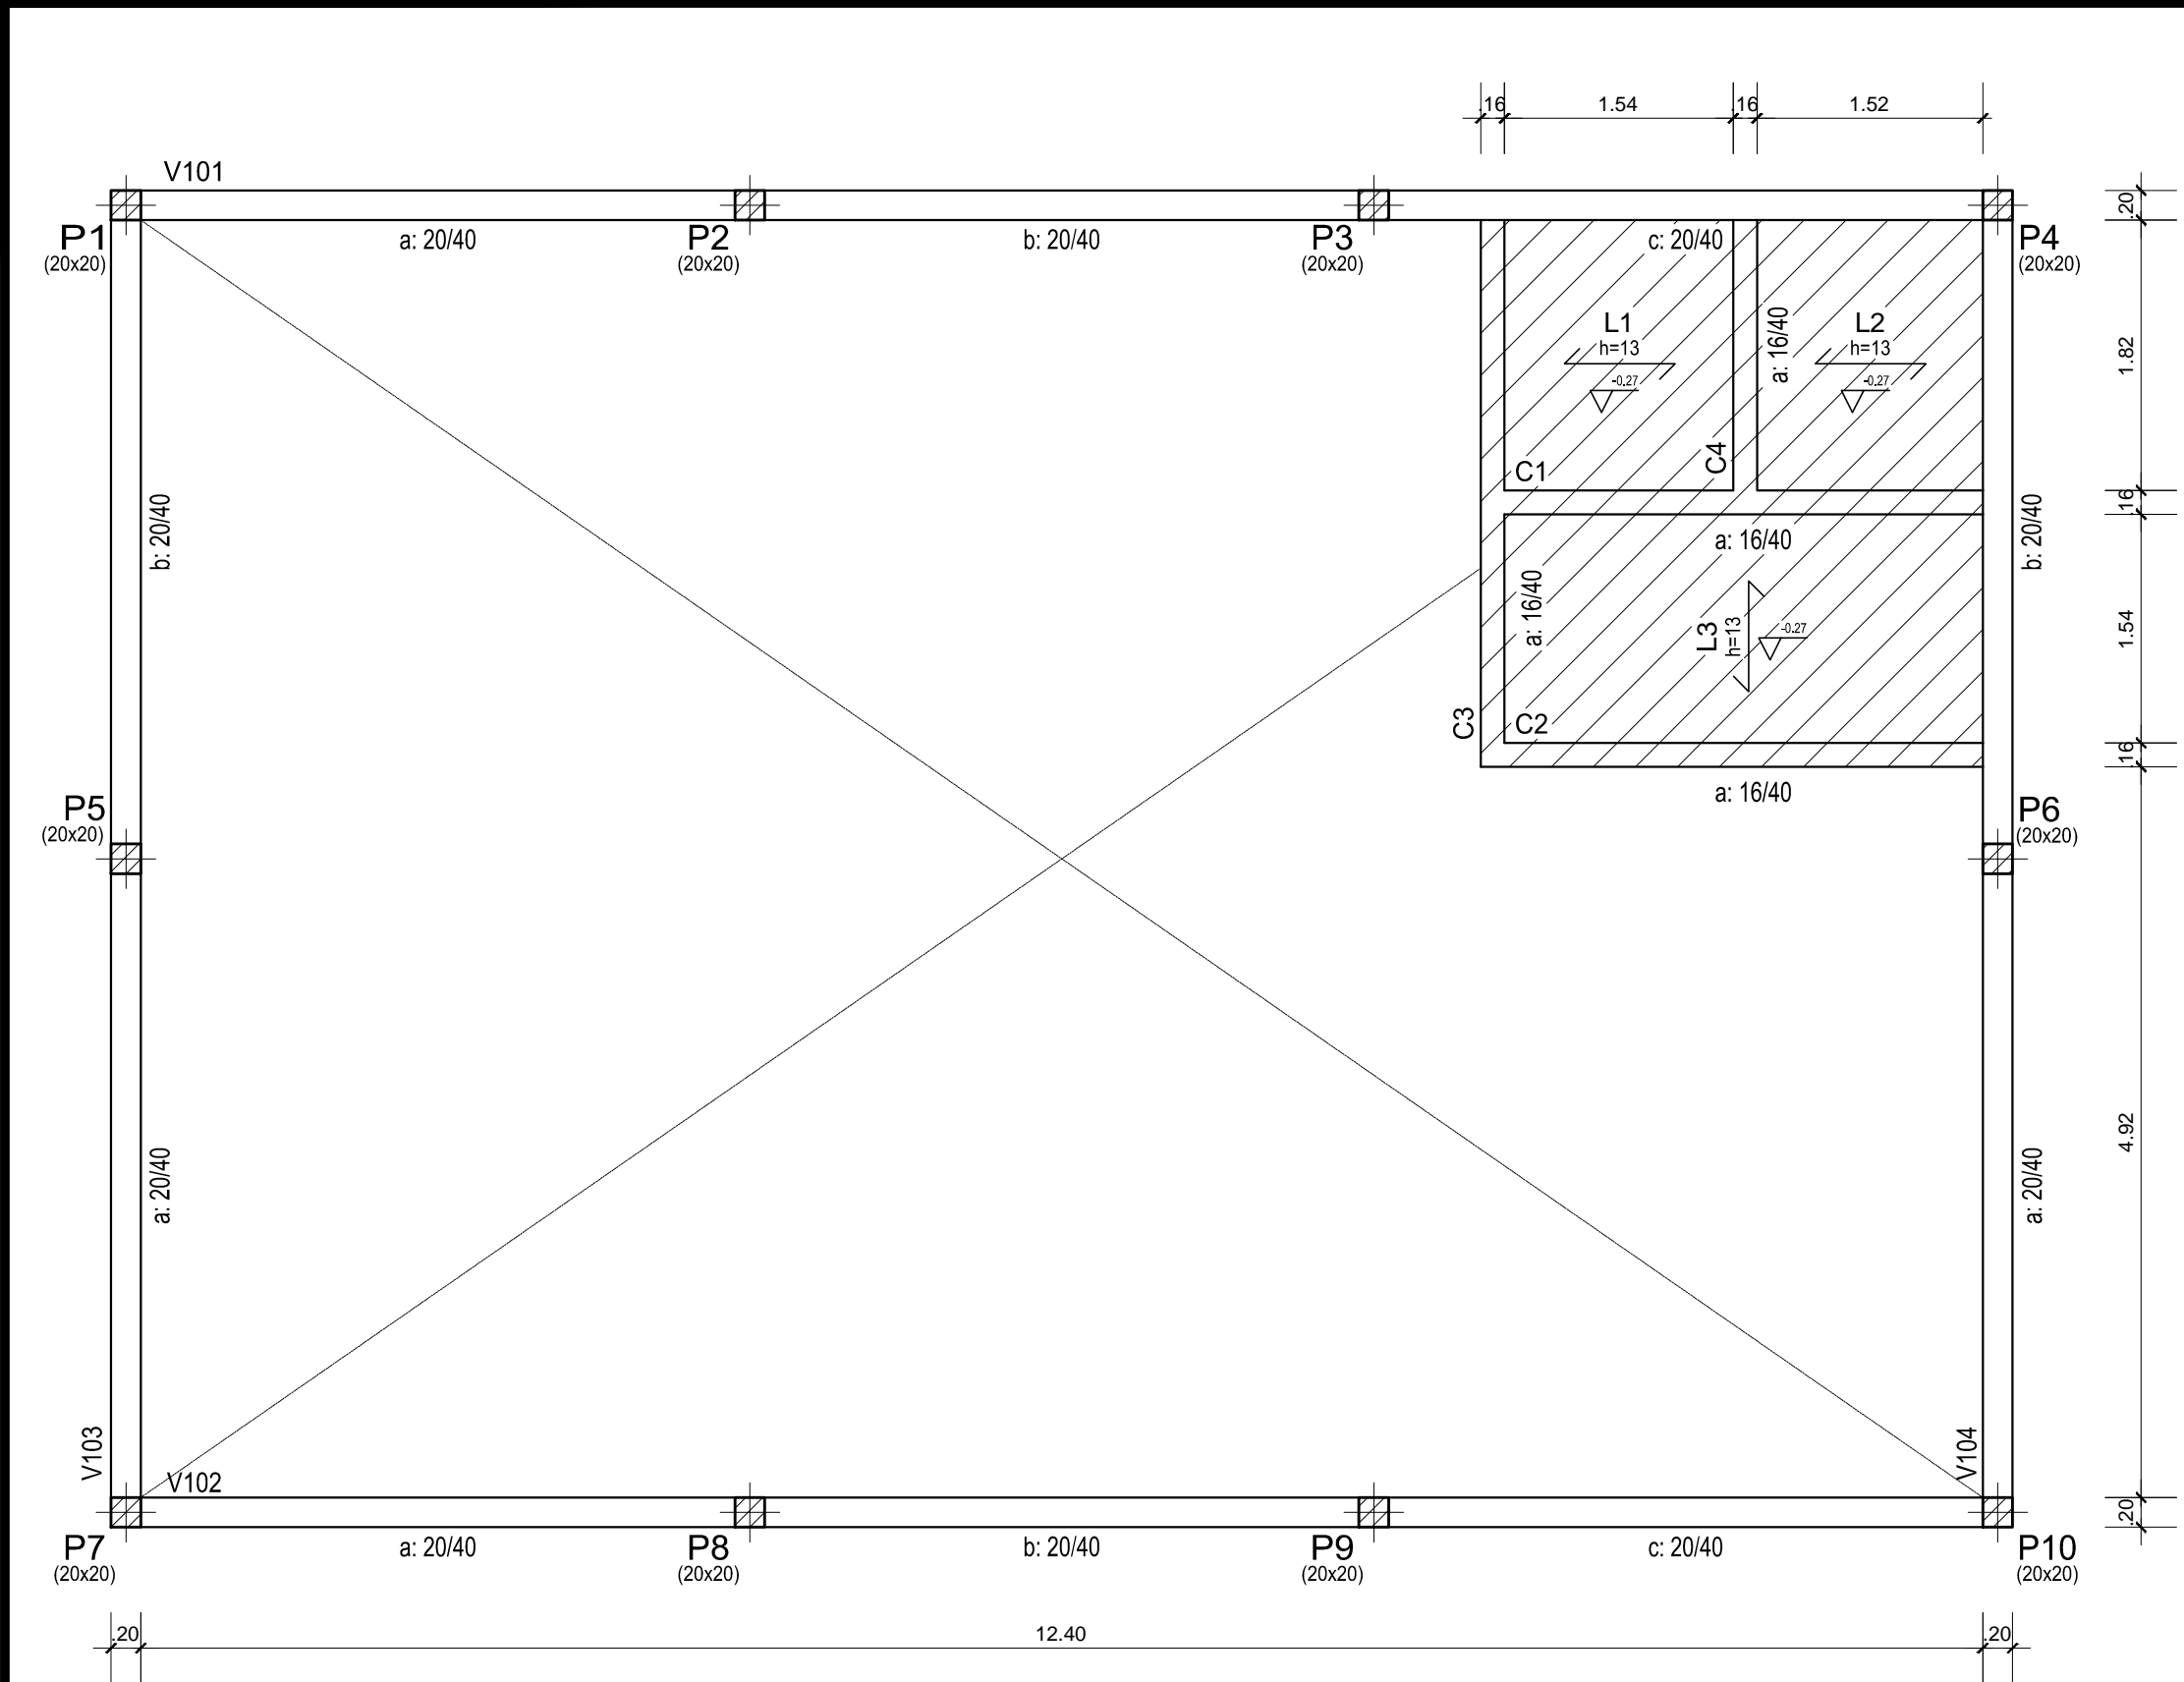 .16
1.54
.16
1.52
V101
.20
P1
(20x20)
a: 20/40
P2
(20x20)
b: 20/40
P3
(20x20)
c: 20/40
P4
(20x20)
L1
h=13
-0.27
a: 16/40
L2
h=13
-0.27
1.82
C1
C4
b: 20/40
b: 20/40
.16
a: 16/40
a: 16/40
L3
h=13
-0.27
1.54
C3
C2
.16
a: 16/40
P5
(20x20)
P6
(20x20)
4.92
a: 20/40
a: 20/40
V103
V102
V104
.20
P7
(20x20)
a: 20/40
P8
(20x20)
b: 20/40
P9
(20x20)
c: 20/40
P10
(20x20)
.20
12.40
.20